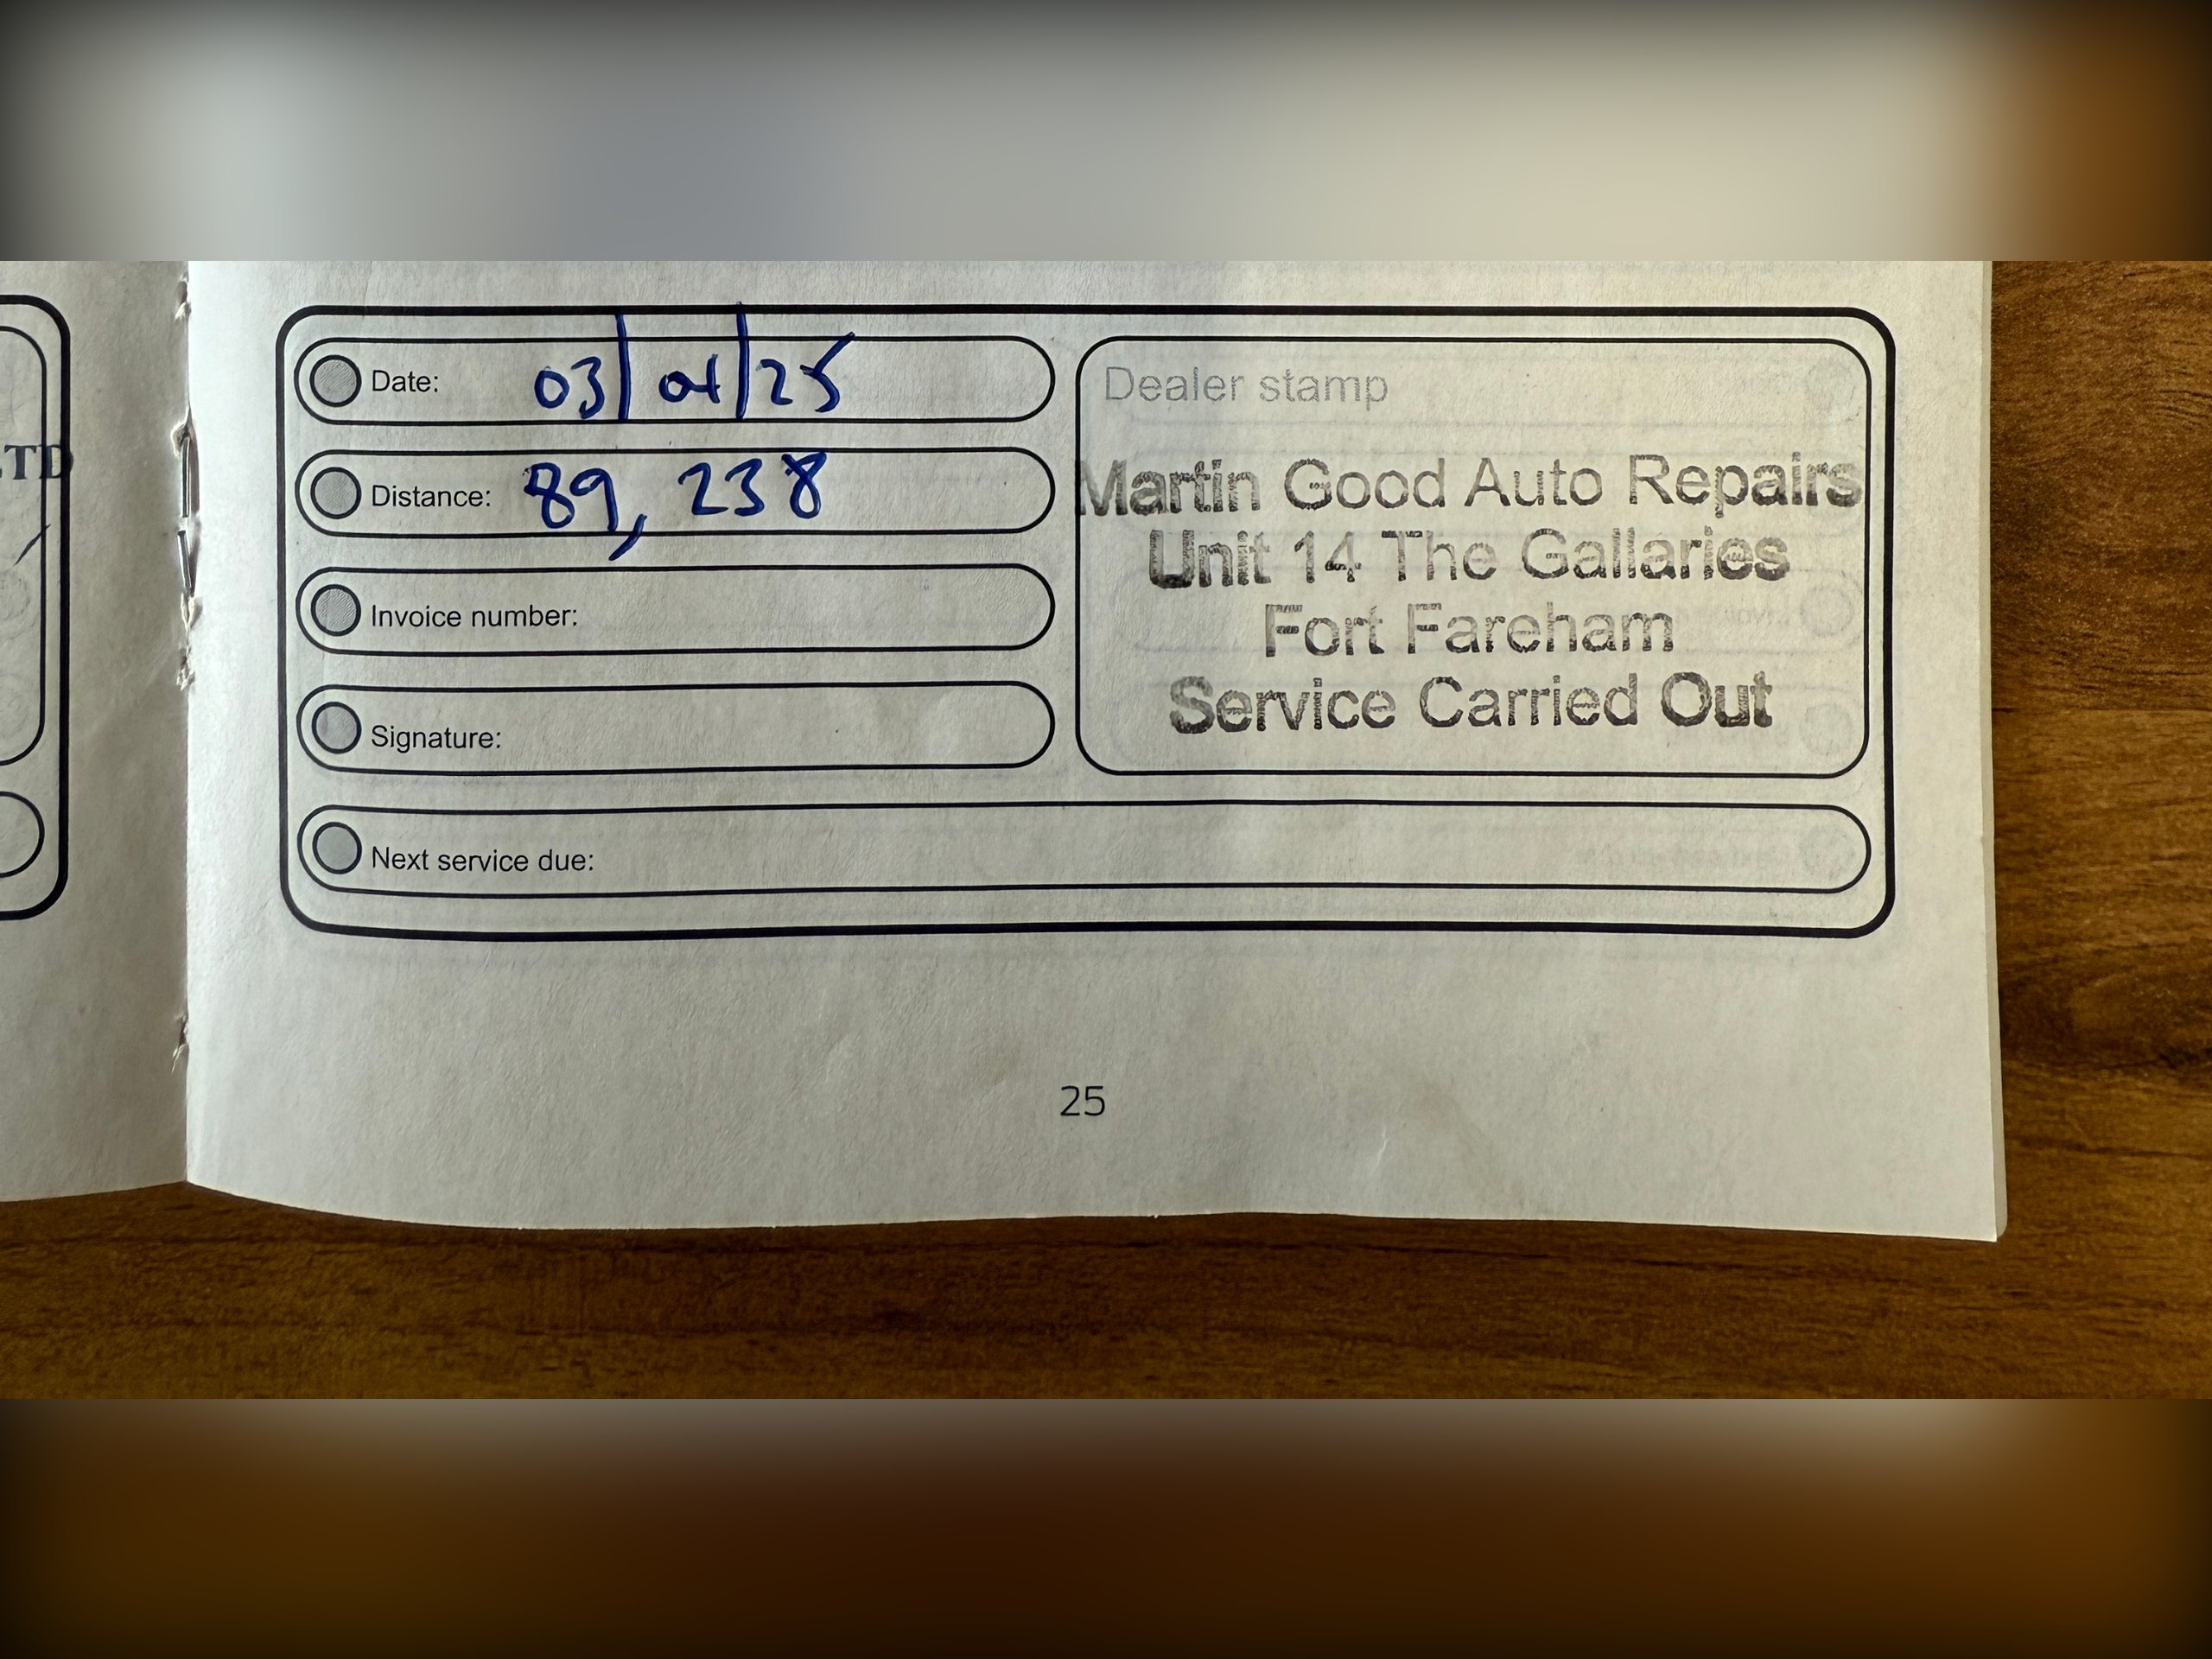 LTD
Date: 03/04/25
Distance: 89,238
Invoice number:
Signature:
Next service due:
Dealer stamp
Martin Good Auto Repairs
Unit 14 The Gallaries
Fort Fareham
Service Carried Out
25